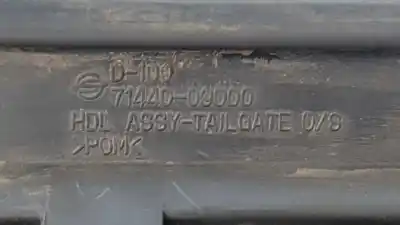 D-100
71440-09000
HDL ASSY-TAILGATE O/S
>POM<